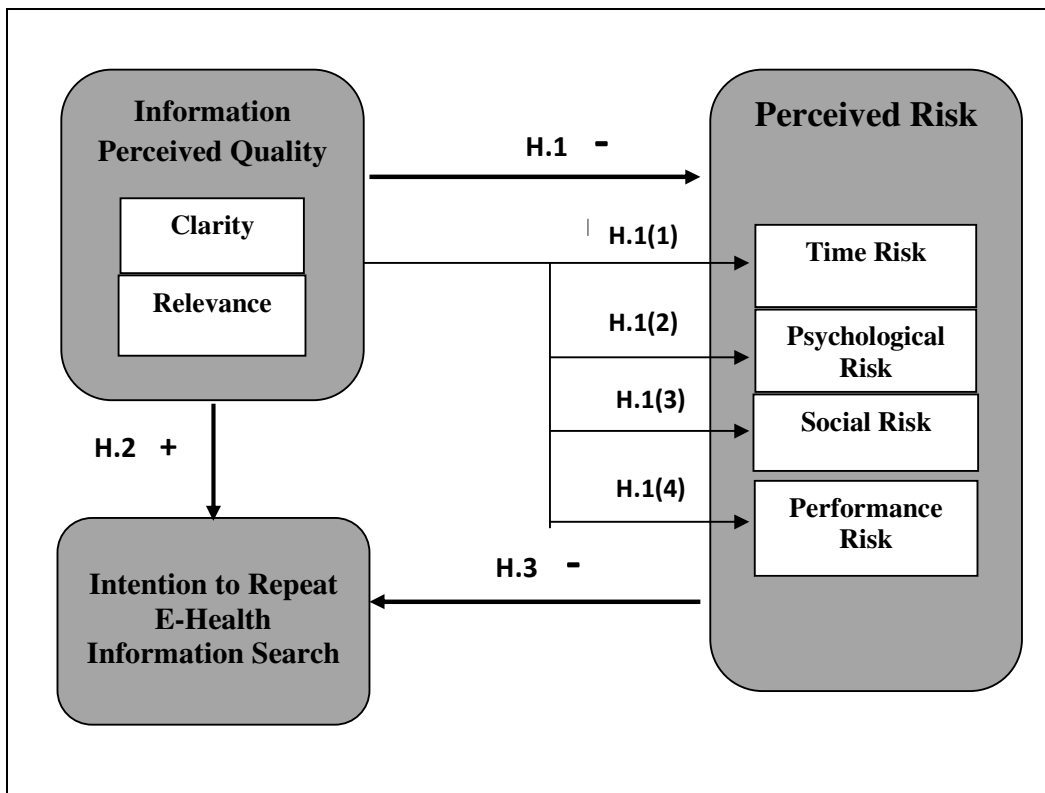 Information
Perceived Quality
Clarity
Relevance
H.1 -
Perceived Risk
H.1(1)
Time Risk
H.1(2)
Psychological
Risk
H.1(3)
Social Risk
H.1(4)
Performance
Risk
H.2 +
H.3 -
Intention to Repeat
E-Health
Information Search